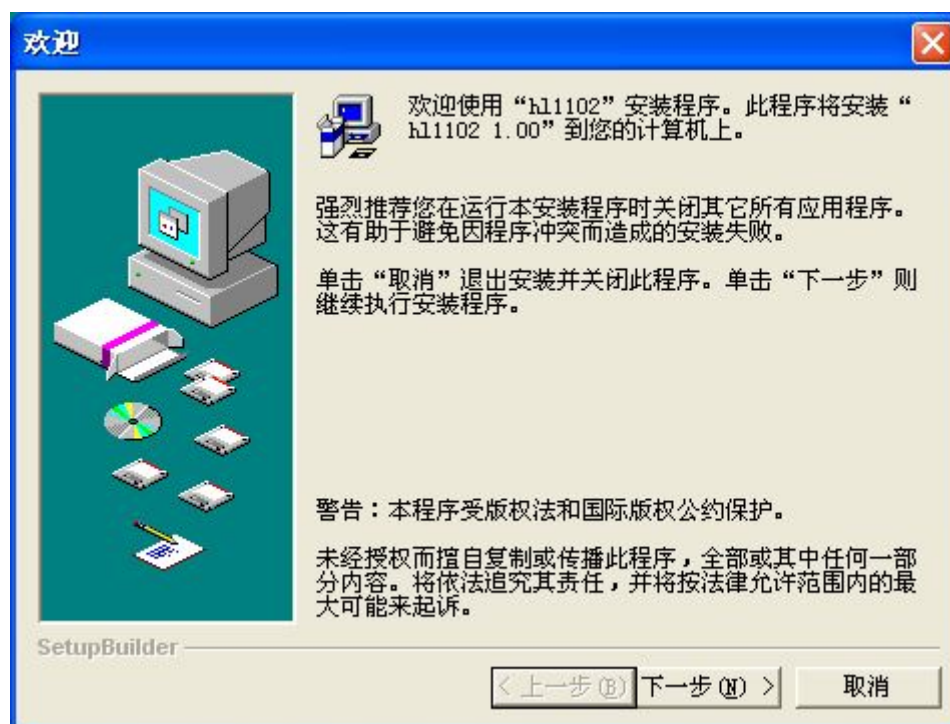 欢迎
欢迎使用“hl1102”安装程序。此程序将安装“
hl1102 1.00”到您的计算机上。
强烈推荐您在运行本安装程序时关闭其它所有应用程序。
这有助于避免因程序冲突而造成的安装失败。
单击“取消”退出安装并关闭此程序。单击“下一步”则
继续执行安装程序。
警告：本程序受版权法和国际版权公约保护。
未经授权而擅自复制或传播此程序，全部或其中任何一部
分内容。将依法追究其责任，并将按法律允许范围内的最
大可能来起诉。
SetupBuilder
< 上一步(B) 下一步(N) > 取消